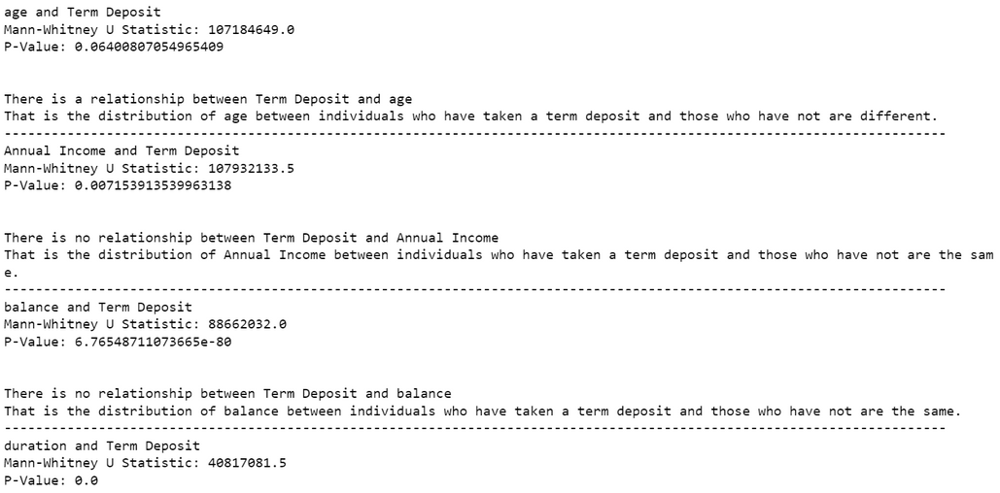 age and Term Deposit
Mann-Whitney U Statistic: 107184649.0
P-Value: 0.06400807054965409
There is a relationship between Term Deposit and age
That is the distribution of age between individuals who have taken a term deposit and those who have not are different.
------------------------------------------------------------------------------------------------------------------------
Annual Income and Term Deposit
Mann-Whitney U Statistic: 107932133.5
P-Value: 0.007153913539963138
There is no relationship between Term Deposit and Annual Income
That is the distribution of Annual Income between individuals who have taken a term deposit and those who have not are the sam
e.
------------------------------------------------------------------------------------------------------------------------
balance and Term Deposit
Mann-Whitney U Statistic: 88662032.0
P-Value: 6.76548711073665e-80
There is no relationship between Term Deposit and balance
That is the distribution of balance between individuals who have taken a term deposit and those who have not are the same.
------------------------------------------------------------------------------------------------------------------------
duration and Term Deposit
Mann-Whitney U Statistic: 40817081.5
P-Value: 0.0